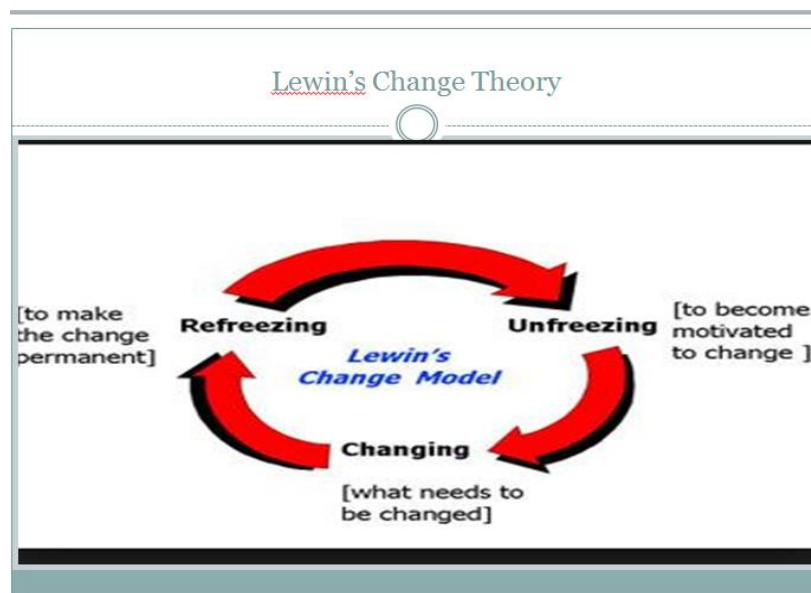 Lewin's Change Theory
[to make
the change
permanent]
Refreezing
Unfreezing
[to become
motivated
to change ]
Lewin's
Change Model
Changing
[what needs to
be changed]